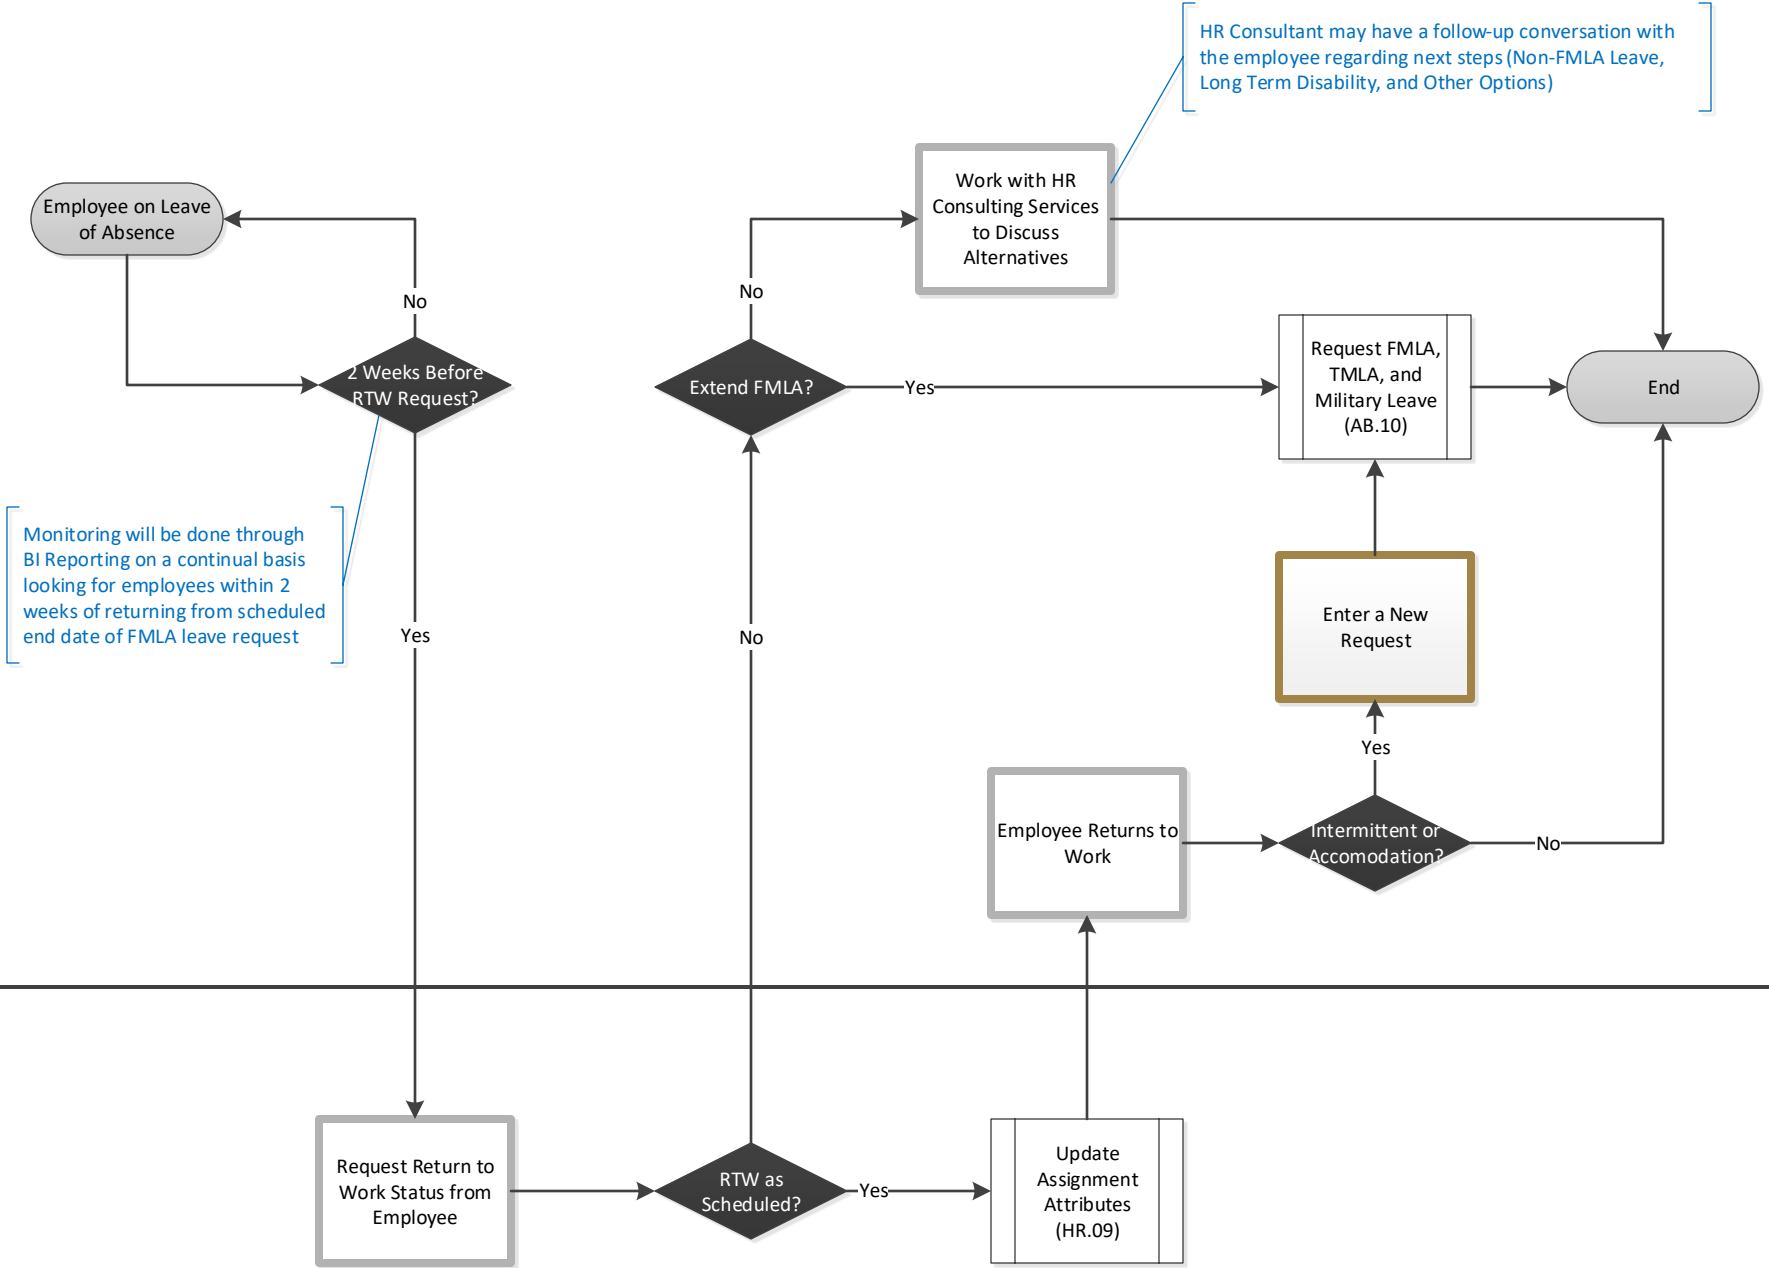 HR Consultant may have a follow-up conversation with
the employee regarding next steps (Non-FMLA Leave,
Long Term Disability, and Other Options)
Work with HR
Consulting Services
to Discuss
Alternatives
Employee on Leave
of Absence
No
No
2 Weeks Before
RTW Request?
Extend FMLA?
Yes
Request FMLA,
TMLA, and
Military Leave
(AB.10)
End
Monitoring will be done through
BI Reporting on a continual basis
looking for employees within 2
weeks of returning from scheduled
end date of FMLA leave request
Yes
No
Enter a New
Request
Yes
Employee Returns to
Work
Intermittent or
Accomodation?
No
Request Return to
Work Status from
Employee
RTW as
Scheduled?
Yes
Update
Assignment
Attributes
(HR.09)